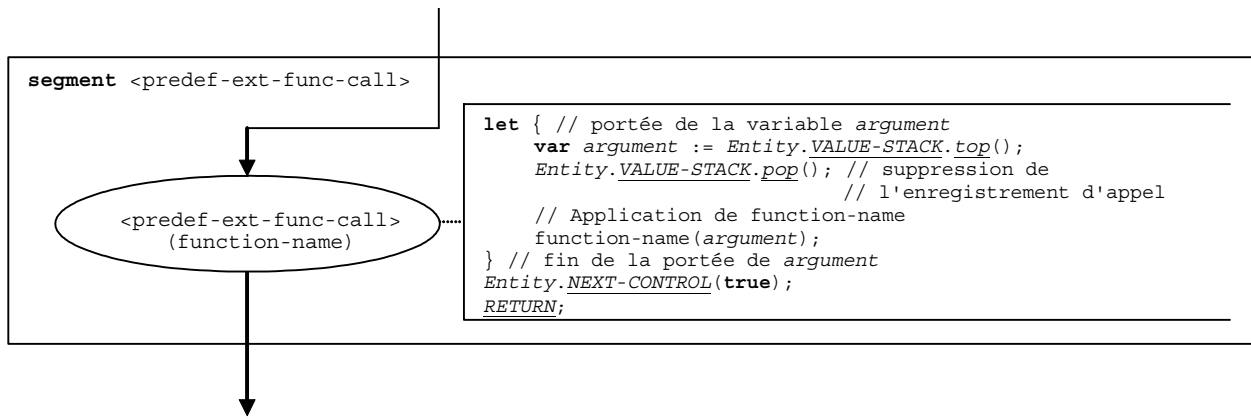 segment <predef-ext-func-call>
let { // portée de la variable argument
var argument := Entity.VALUE-STACK.top();
Entity.VALUE-STACK.pop(); // suppression de
// l'enregistrement d'appel
// Application de function-name
function-name(argument);
} // fin de la portée de argument
Entity.NEXT-CONTROL(true);
RETURN;
<predef-ext-func-call>
(function-name)